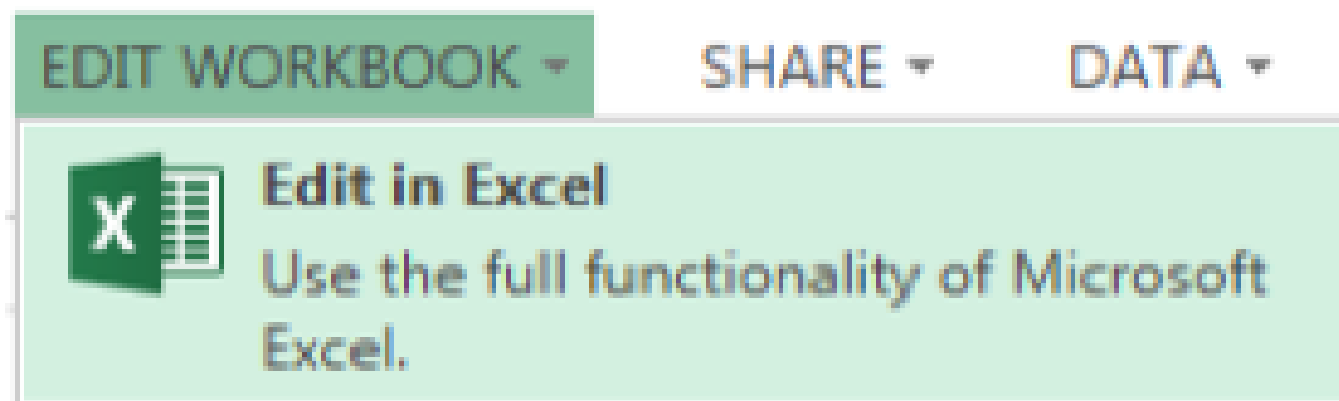 EDIT WORKBOOK SHARE DATA
X
Edit in Excel
Use the full functionality of Microsoft
Excel.